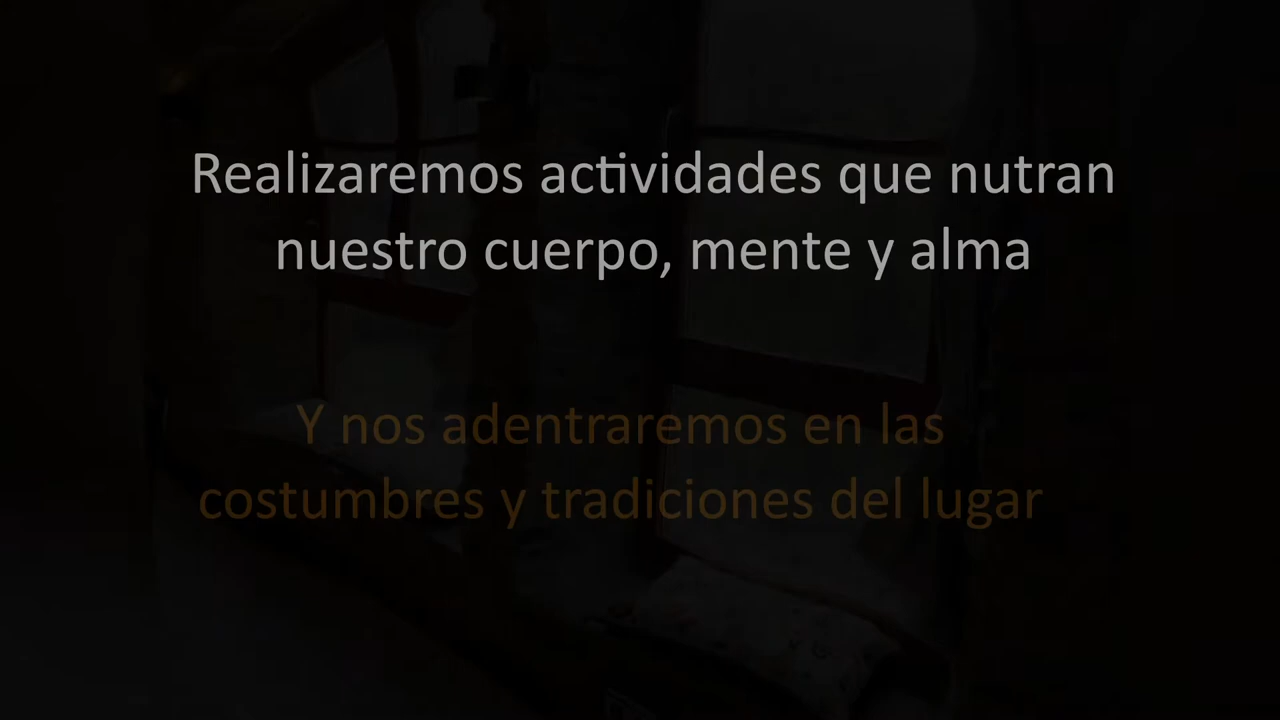 Realizaremos actividades que nutran
nuestro cuerpo, mente y alma
Y nos adentraremos en las
costumbres y tradiciones del lugar